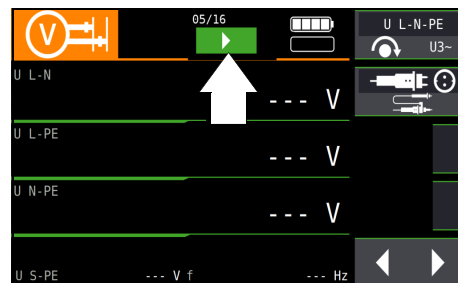 V
05/16
U L-N-PE
U3~
U L-N
--- V
U L-PE
--- V
U N-PE
--- V
U S-PE --- V f --- Hz